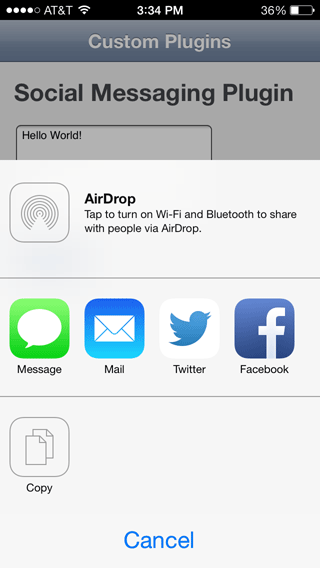 AT&T 3:34 PM 36%
Custom Plugins
Social Messaging Plugin
Hello World!
AirDrop
Tap to turn on Wi-Fi and Bluetooth to share
with people via AirDrop.
Message Mail Twitter Facebook
Copy
Cancel